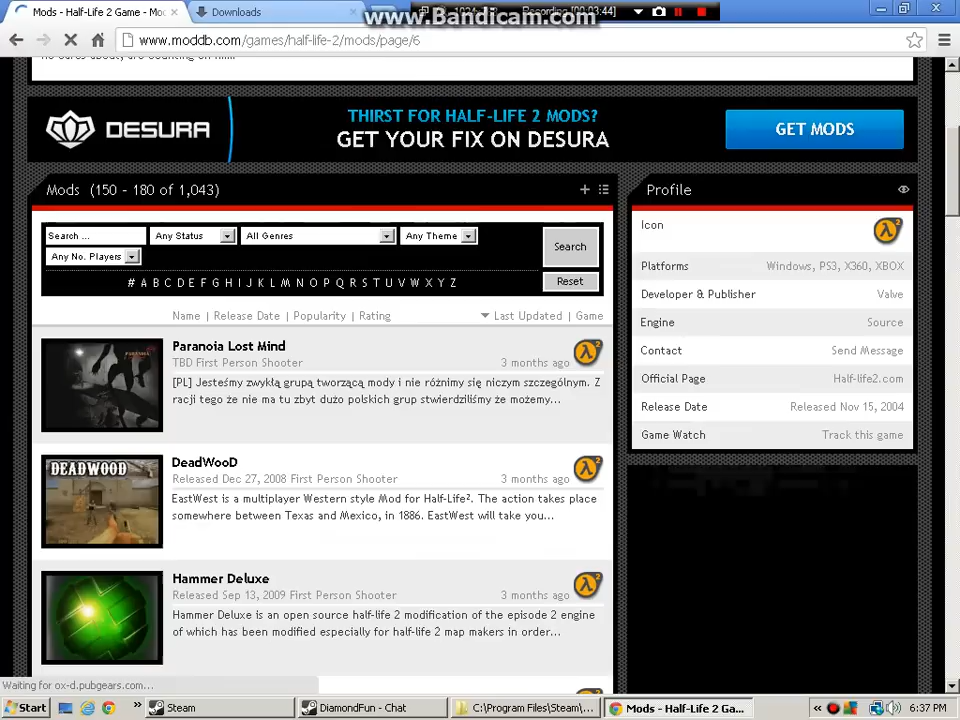 Mods - Half-Life 2 Game - Mod
Downloads
www.Bandicam.com
Recording [00:03:44]
www.moddb.com/games/half-life-2/mods/page/6
DESURA
THIRST FOR HALF-LIFE 2 MODS?
GET YOUR FIX ON DESURA
GET MODS
Mods (150 - 180 of 1,043)
Search ...
Any Status
All Genres
Any Theme
Any No. Players
Search
# A B C D E F G H I J K L M N O P Q R S T U V W X Y Z
Reset
Name | Release Date | Popularity | Rating
Last Updated | Game
Paranoia Lost Mind
TBD First Person Shooter
3 months ago
[PL] Jesteśmy zwykłą grupą tworzącą mody i nie różnimy się niczym szczególnym. Z
racji tego że nie ma tu zbyt dużo polskich grup stwierdziliśmy że możemy...
DEADWOOD
DeadWooD
Released Dec 27, 2008 First Person Shooter
3 months ago
EastWest is a multiplayer Western style Mod for Half-Life². The action takes place
somewhere between Texas and Mexico, in 1886. EastWest will take you...
Hammer Deluxe
Released Sep 13, 2009 First Person Shooter
3 months ago
Hammer Deluxe is an open source half-life 2 modification of the episode 2 engine
of which has been modified especially for half-life 2 map makers in order...
Profile
Icon
Platforms
Windows, PS3, X360, XBOX
Developer & Publisher
Valve
Engine
Source
Contact
Send Message
Official Page
Half-life2.com
Release Date
Released Nov 15, 2004
Game Watch
Track this game
Waiting for ox-d.pubgears.com...
Start
Steam
DiamondFun - Chat
C:\Program Files\Steam\...
Mods - Half-Life 2 Ga...
6:37 PM